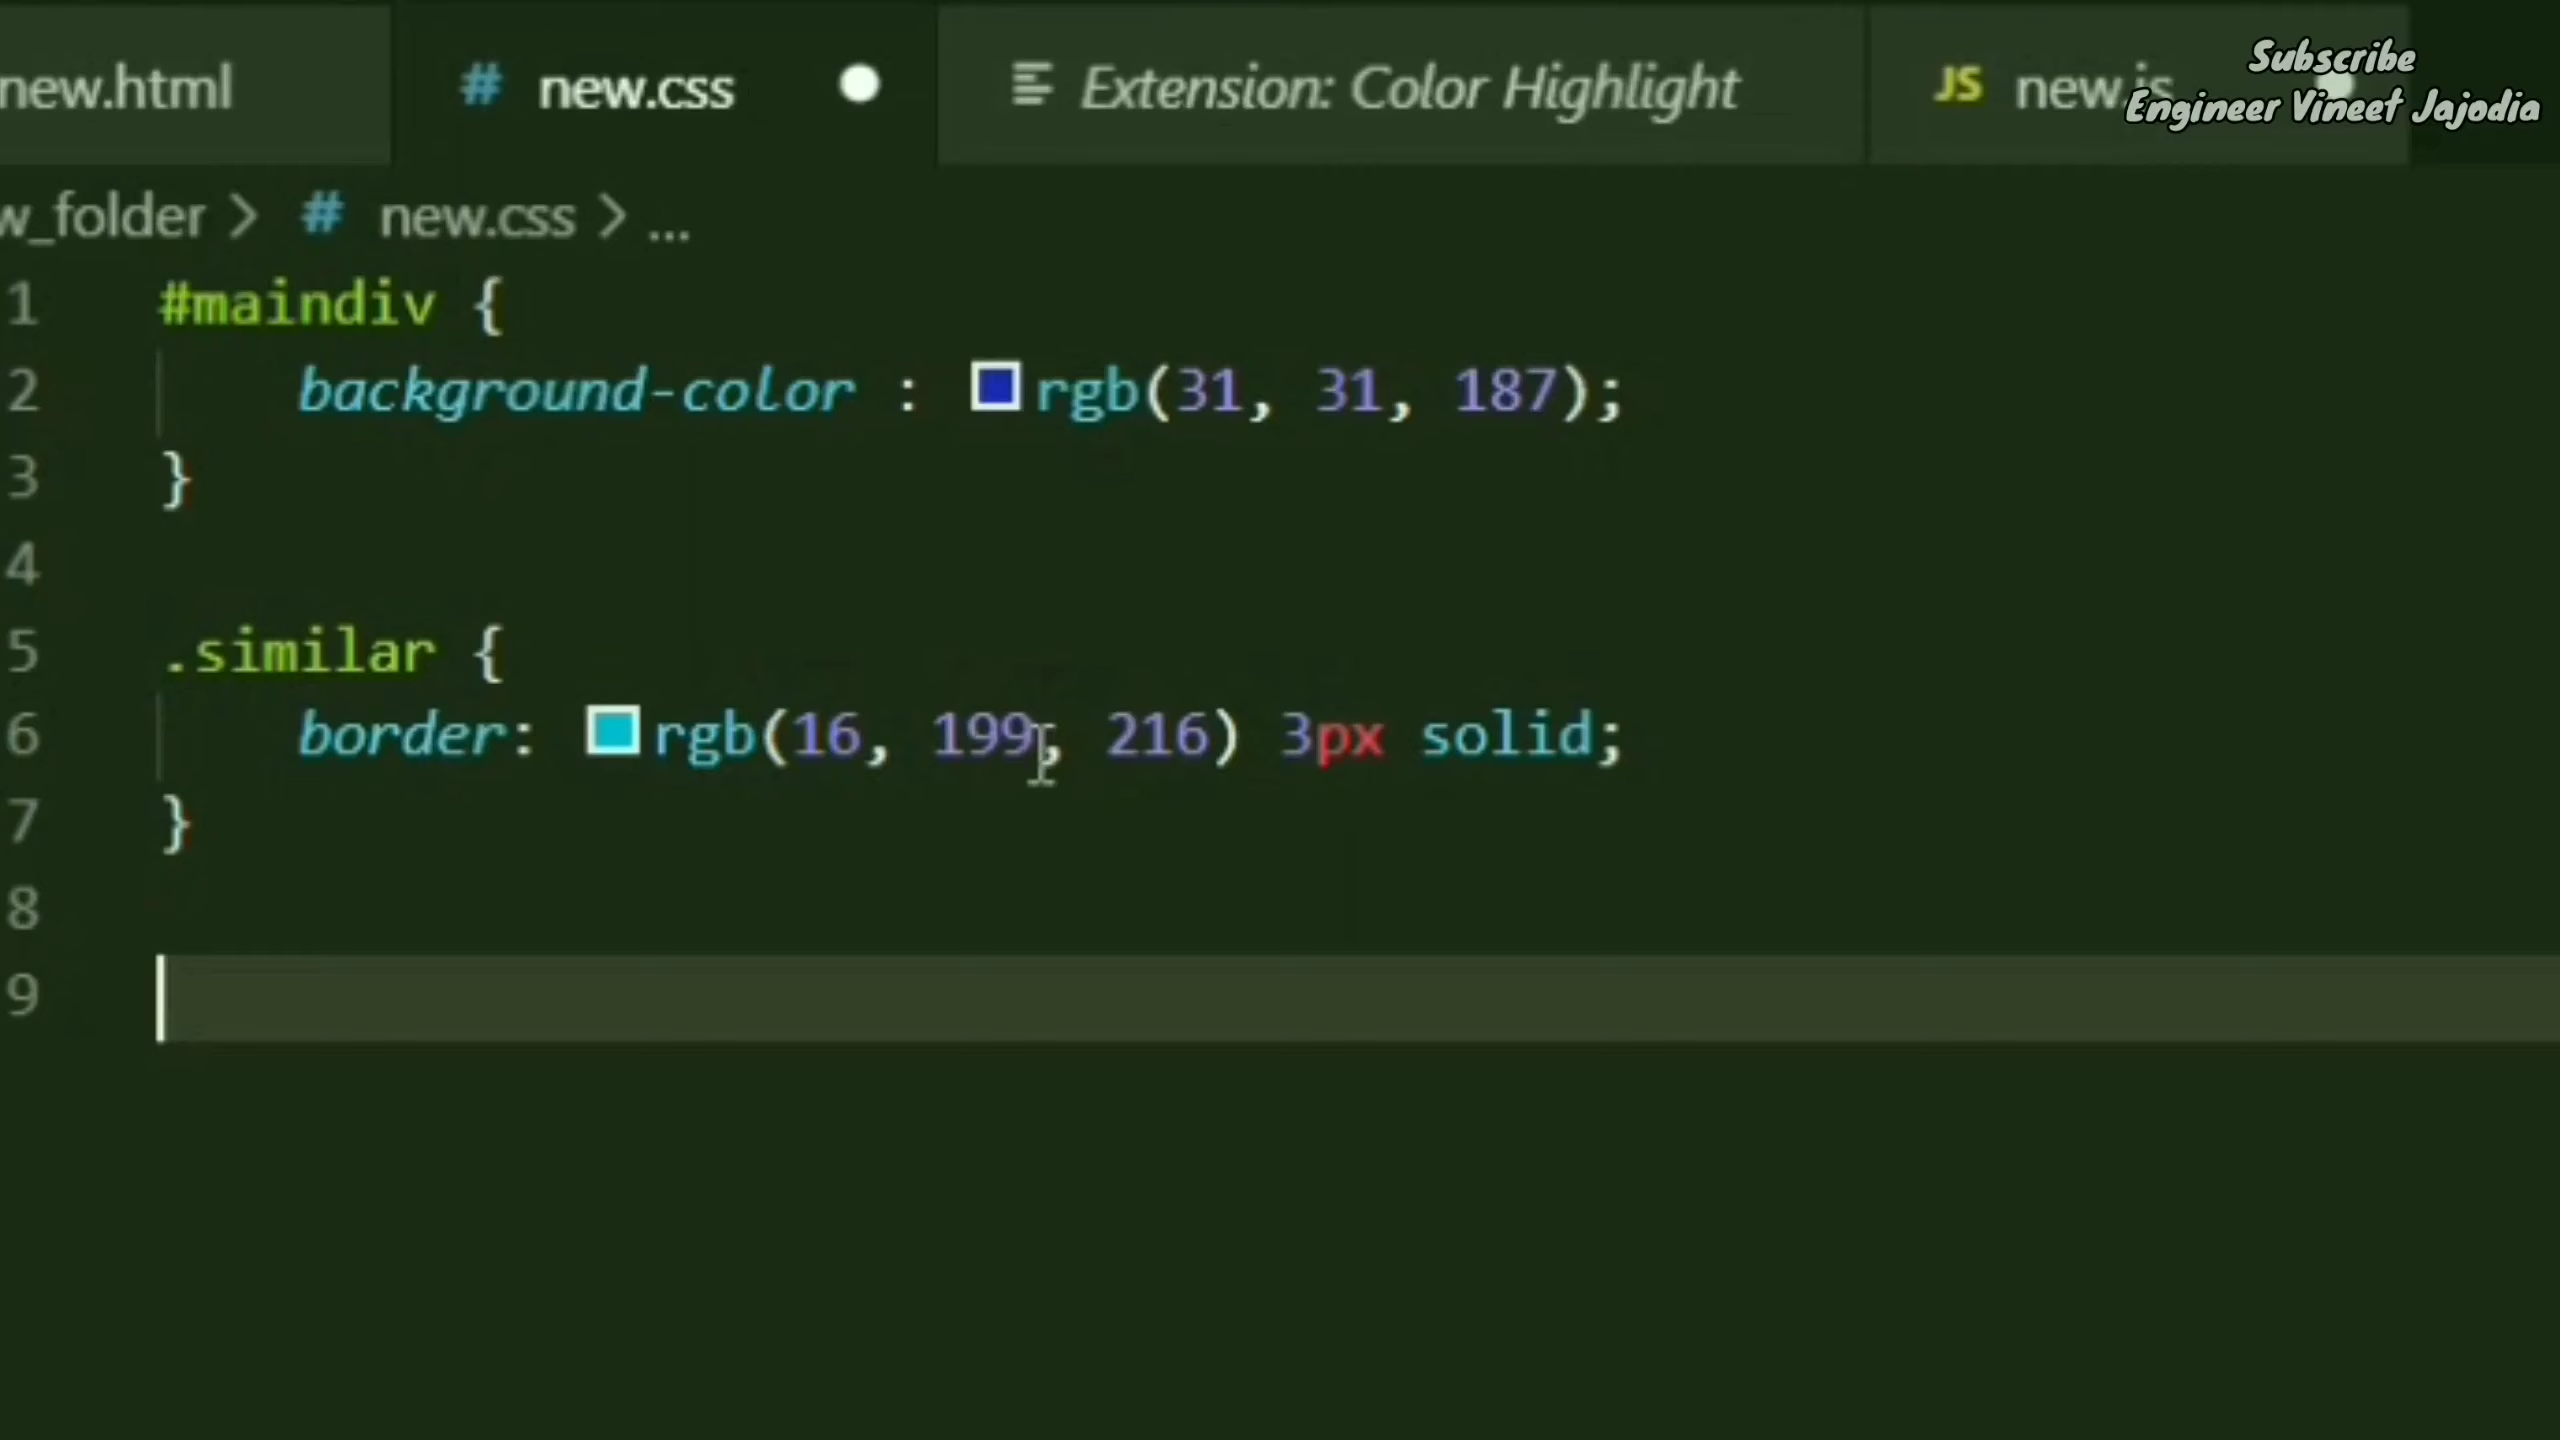 new.html # new.css Extension: Color Highlight JS new.js
Subscribe
Engineer Vineet Jajodia
w_folder > # new.css > ...
1 #maindiv {
2 background-color : rgb(31, 31, 187);
3 }
4
5 .similar {
6 border: rgb(16, 199, 216) 3px solid;
7 }
8
9